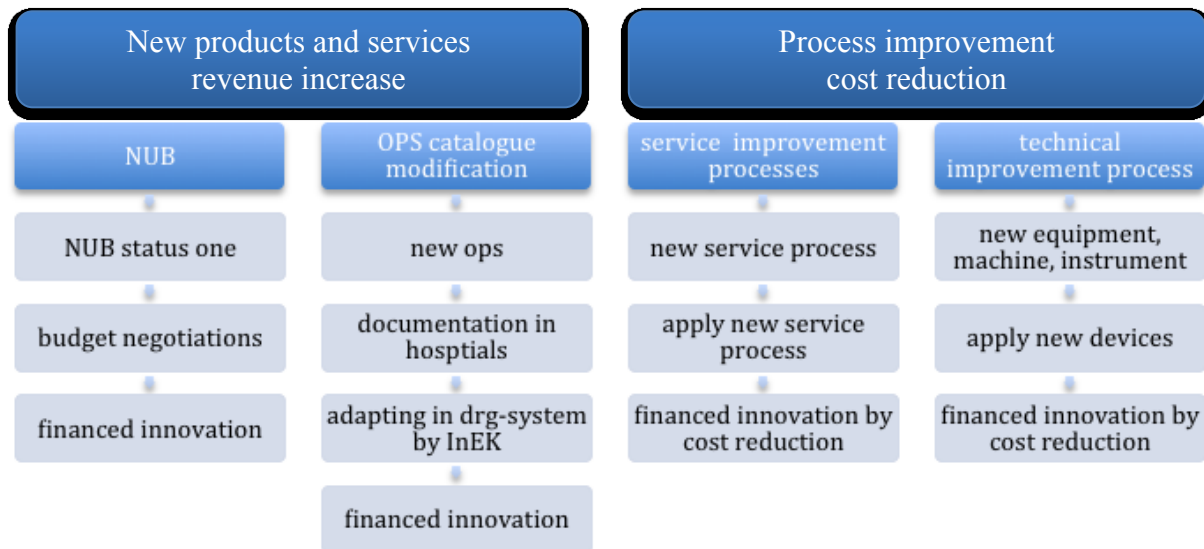 New products and services
revenue increase
Process improvement
cost reduction
NUB
NUB status one
budget negotiations
financed innovation
OPS catalogue
modification
new ops
documentation in
hosptials
adapting in drg-system
by InEK
financed innovation
service improvement
processes
new service process
apply new service
process
financed innovation by
cost reduction
technical
improvement process
new equipment,
machine, instrument
apply new devices
financed innovation by
cost reduction